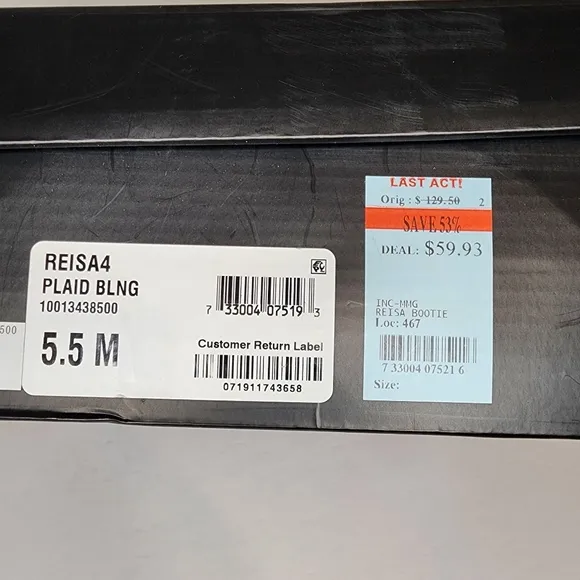 LAST ACT!
Orig : $ 129.50 2
SAVE 53%
DEAL: $59.93
INC-MMG
REISA BOOTIE
Loc: 467
7 33004 07521 6
Size:
REISA4
PLAID BLNG
10013438500
7 33004 07519 3
5.5 M
Customer Return Label
071911743658
500